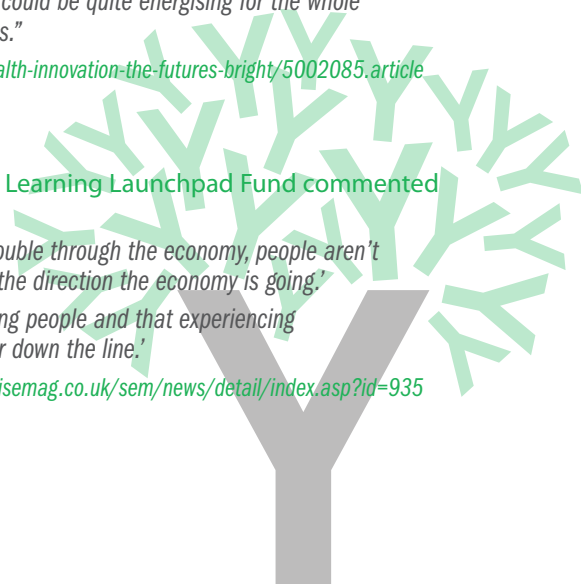 could be quite energising for the whole
s.”
alth-innovation-the-futures-bright/5002085.article
Learning Launchpad Fund commented
ouble through the economy, people aren’t
the direction the economy is going.’
ng people and that experiencing
r down the line.’
isemag.co.uk/sem/news/detail/index.asp?id=935